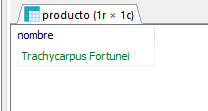 producto (1r × 1c)
nombre
Trachycarpus Fortunei